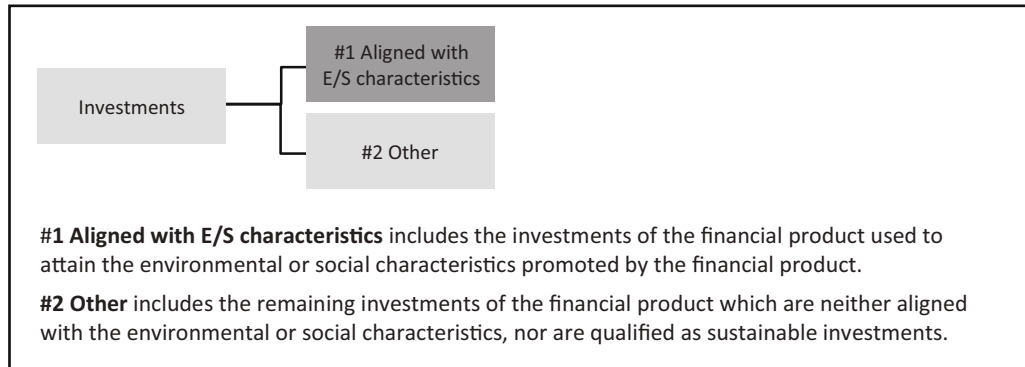 #1 Aligned with
E/S characteristics
Investments
#2 Other
#1 Aligned with E/S characteristics includes the investments of the financial product used to
attain the environmental or social characteristics promoted by the financial product.
#2 Other includes the remaining investments of the financial product which are neither aligned
with the environmental or social characteristics, nor are qualified as sustainable investments.